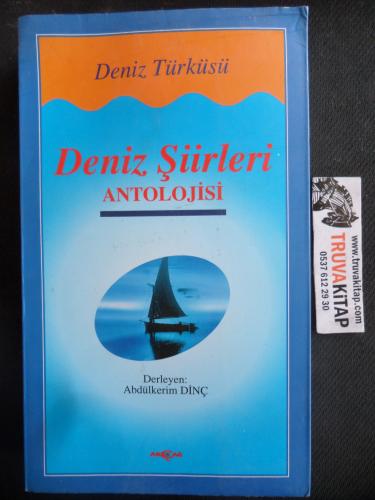 Deniz Türküsü
Deniz Şiirleri
ANTOLOJİSİ
Derleyen:
Abdülkerim DİNÇ
AKÇAĞ
TRUVAKİTAP
www.truvakitap.com
0537 612 29 30